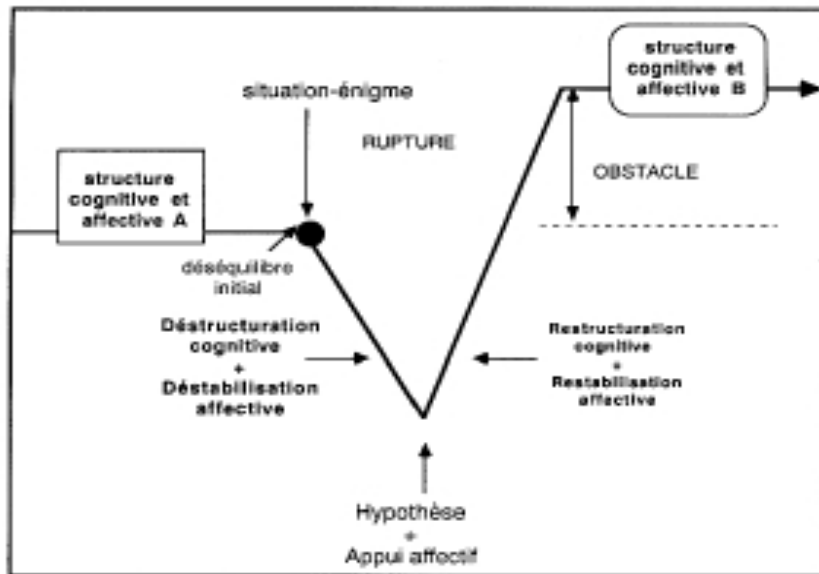 structure
cognitive et
affective B
situation-énigme
RUPTURE
OBSTACLE
structure
cognitive et
affective A
déséquilibre
initial
Déstructuration
cognitive
+
Déstabilisation
affective
Restructuration
cognitive
+
Restabilisation
affective
Hypothèse
+
Appui affectif